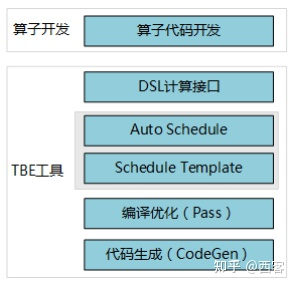 算子开发
算子代码开发
DSL计算接口
Auto Schedule
TBE工具
Schedule Template
编译优化（Pass）
代码生成（CodeGen）
知乎 @西客